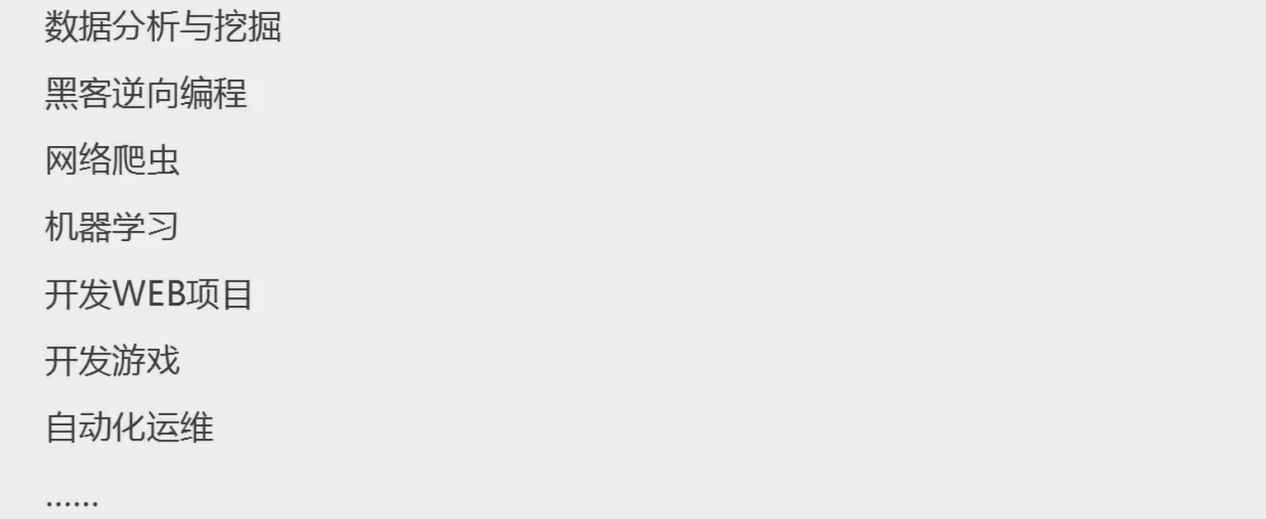 数据分析与挖掘
黑客逆向编程
网络爬虫
机器学习
开发WEB项目
开发游戏
自动化运维
......